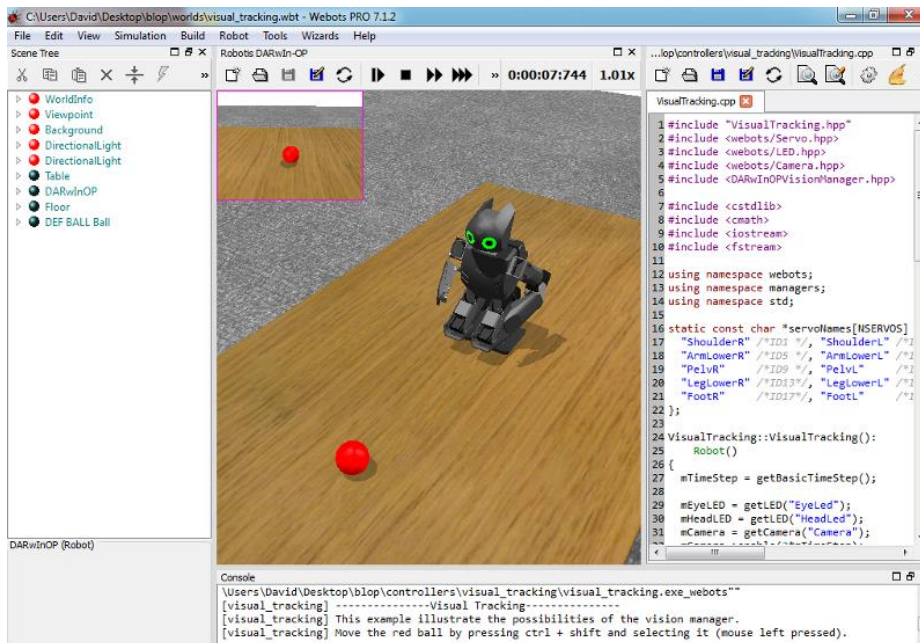 C:\Users\David\Desktop\blop\worlds\visual_tracking.wbt - Webots PRO 7.1.2
File Edit View Simulation Build Robot Tools Wizards Help
Scene Tree
WorldInfo
Viewpoint
Background
DirectionalLight
DirectionalLight
Table
DARwInOP
Floor
DEF BALL Ball
DARwInOP (Robot)
Robotis DARwIn-OP
» 0:00:07:744 1.01x
...lop\controllers\visual_tracking\VisualTracking.cpp
VisualTracking.cpp
1 #include "VisualTracking.hpp"
2 #include <webots/Servo.hpp>
3 #include <webots/LED.hpp>
4 #include <webots/Camera.hpp>
5 #include <DARwInOPVisionManager.hpp>
6
7 #include <cstdlib>
8 #include <cmath>
9 #include <iostream>
10 #include <fstream>
11
12 using namespace webots;
13 using namespace managers;
14 using namespace std;
15
16 static const char *servoNames[NSERVOS]
17 "ShoulderR" /*ID1 */, "ShoulderL" /*I
18 "ArmLowerR" /*ID5 */, "ArmLowerL" /*I
19 "PelvR" /*ID9 */, "PelvL" /*I
20 "LegLowerR" /*ID13*/, "LegLowerL" /*I
21 "FootR" /*ID17*/, "FootL" /*I
22 };
23
24 VisualTracking::VisualTracking():
25 Robot()
26 {
27 mTimeStep = getBasicTimeStep();
28
29 mEyeLED = getLED("EyeLed");
30 mHeadLED = getLED("HeadLed");
31 mCamera = getCamera("Camera");
Console
\Users\David\Desktop\blop\controllers\visual_tracking\visual_tracking.exe_webots""
[visual_tracking] ---------------Visual Tracking---------------
[visual_tracking] This example illustrate the possibilities of the vision manager.
[visual_tracking] Move the red ball by pressing ctrl + shift and selecting it (mouse left pressed).